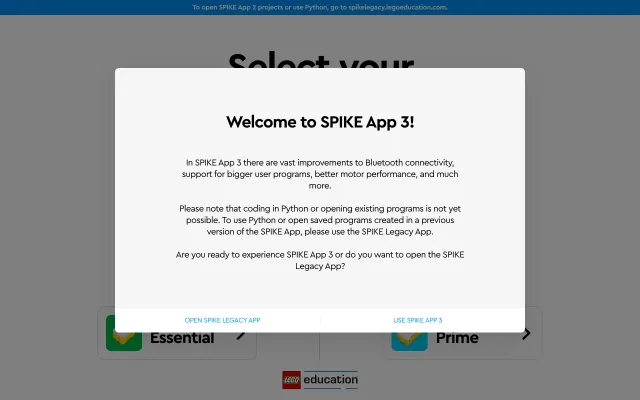 To open SPIKE App 2 projects or use Python, go to spikelegacy.legoeducation.com.
Select your
Welcome to SPIKE App 3!
In SPIKE App 3 there are vast improvements to Bluetooth connectivity,
support for bigger user programs, better motor performance, and much
more.
Please note that coding in Python or opening existing programs is not yet
possible. To use Python or open saved programs created in a previous
version of the SPIKE App, please use the SPIKE Legacy App.
Are you ready to experience SPIKE App 3 or do you want to open the SPIKE
Legacy App?
OPEN SPIKE LEGACY APP
USE SPIKE APP 3
Essential
Prime
LEGO education